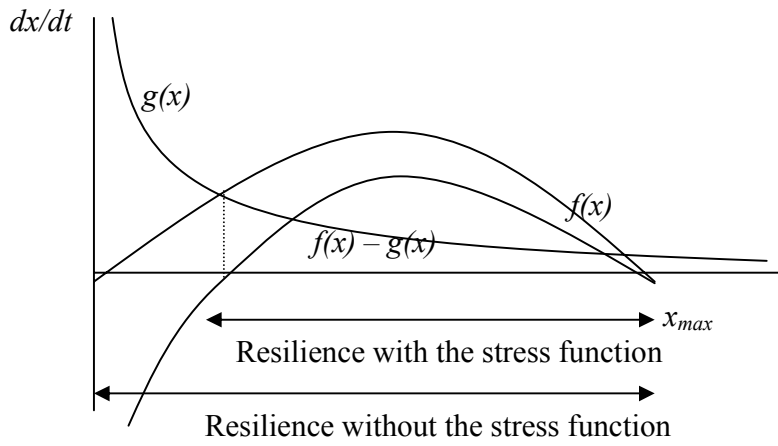 dx/dt
g(x)
f(x)
f(x) – g(x)
x_max
Resilience with the stress function
Resilience without the stress function